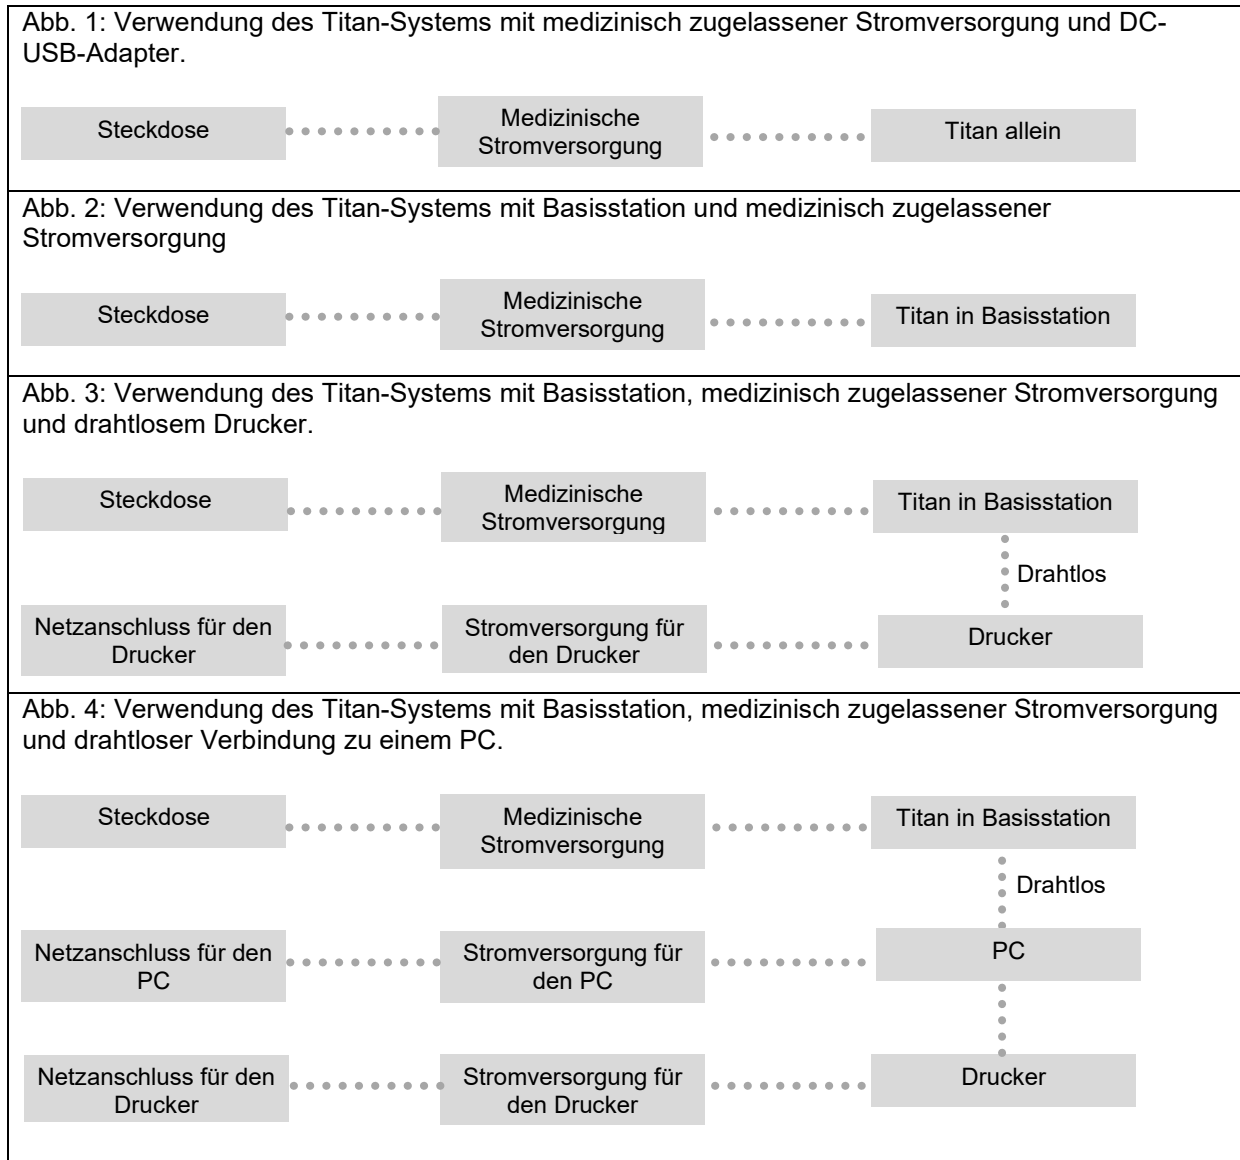 Abb. 1: Verwendung des Titan-Systems mit medizinisch zugelassener Stromversorgung und DC-
USB-Adapter.
Steckdose
Medizinische
Stromversorgung
Titan allein
Abb. 2: Verwendung des Titan-Systems mit Basisstation und medizinisch zugelassener
Stromversorgung
Steckdose
Medizinische
Stromversorgung
Titan in Basisstation
Abb. 3: Verwendung des Titan-Systems mit Basisstation, medizinisch zugelassener Stromversorgung
und drahtlosem Drucker.
Steckdose
Medizinische
Stromversorgung
Titan in Basisstation
Drahtlos
Netzanschluss für den
Drucker
Stromversorgung für
den Drucker
Drucker
Abb. 4: Verwendung des Titan-Systems mit Basisstation, medizinisch zugelassener Stromversorgung
und drahtloser Verbindung zu einem PC.
Steckdose
Medizinische
Stromversorgung
Titan in Basisstation
Drahtlos
Netzanschluss für den
PC
Stromversorgung für
den PC
PC
Netzanschluss für den
Drucker
Stromversorgung für
den Drucker
Drucker